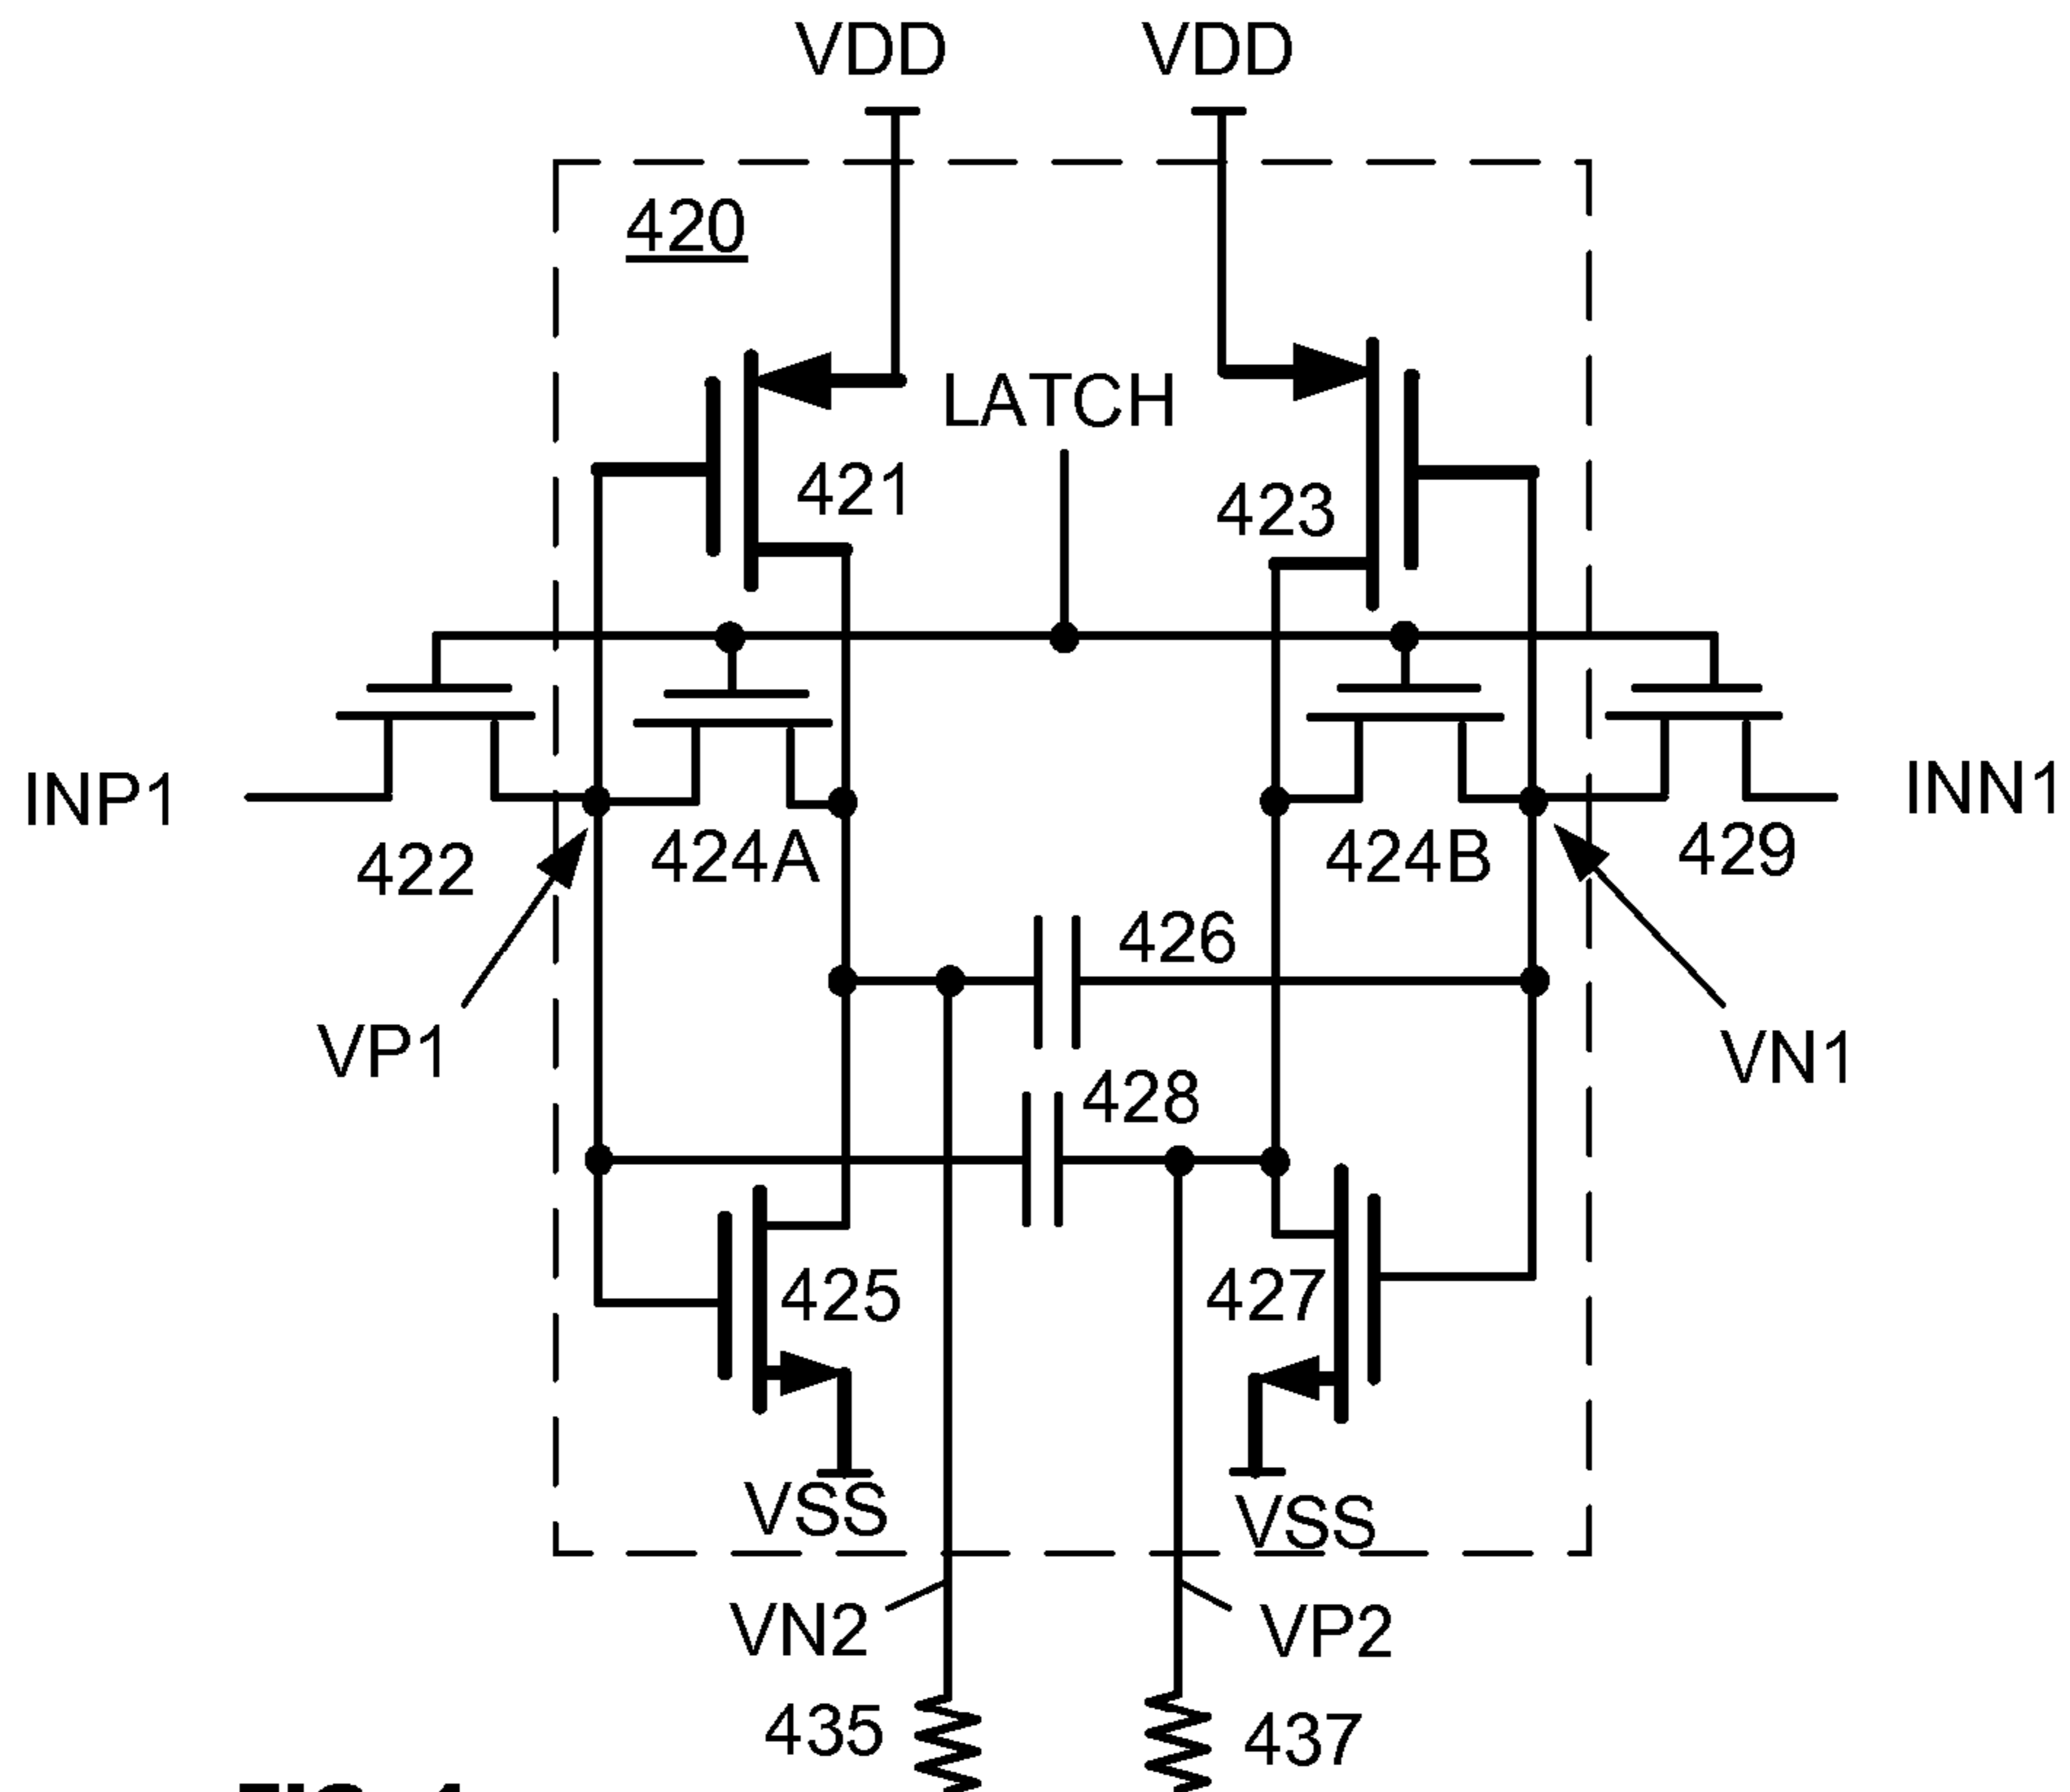 VDD VDD
420
LATCH
421
423
INP1 INN1
422 424A 424B 429
426
VP1 VN1
428
425 427
VSS VSS
VN2 VP2
435 437